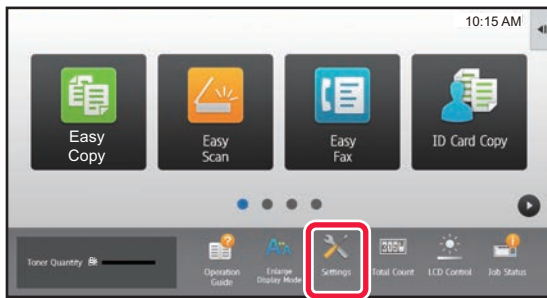 10:15 AM
Easy
Copy
Easy
Scan
Easy
Fax
ID Card Copy
Toner Quantity
Operation
Guide
Enlarge
Display Mode
Settings
Total Count
LCD Control
Job Status